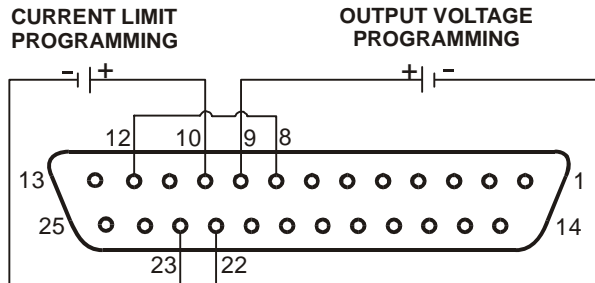 CURRENT LIMIT
PROGRAMMING
OUTPUT VOLTAGE
PROGRAMMING
- +
+ -
12 10 9 8
13 1
25 14
23 22